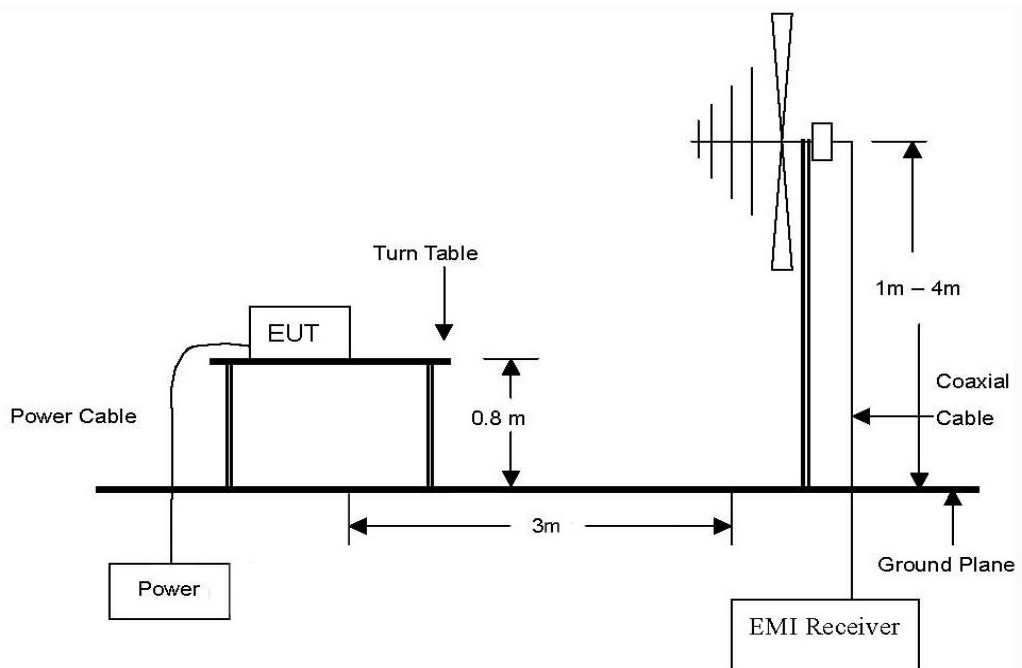 Turn Table
EUT
1m – 4m
Power Cable
0.8 m
Coaxial
Cable
3m
Ground Plane
Power
EMI Receiver